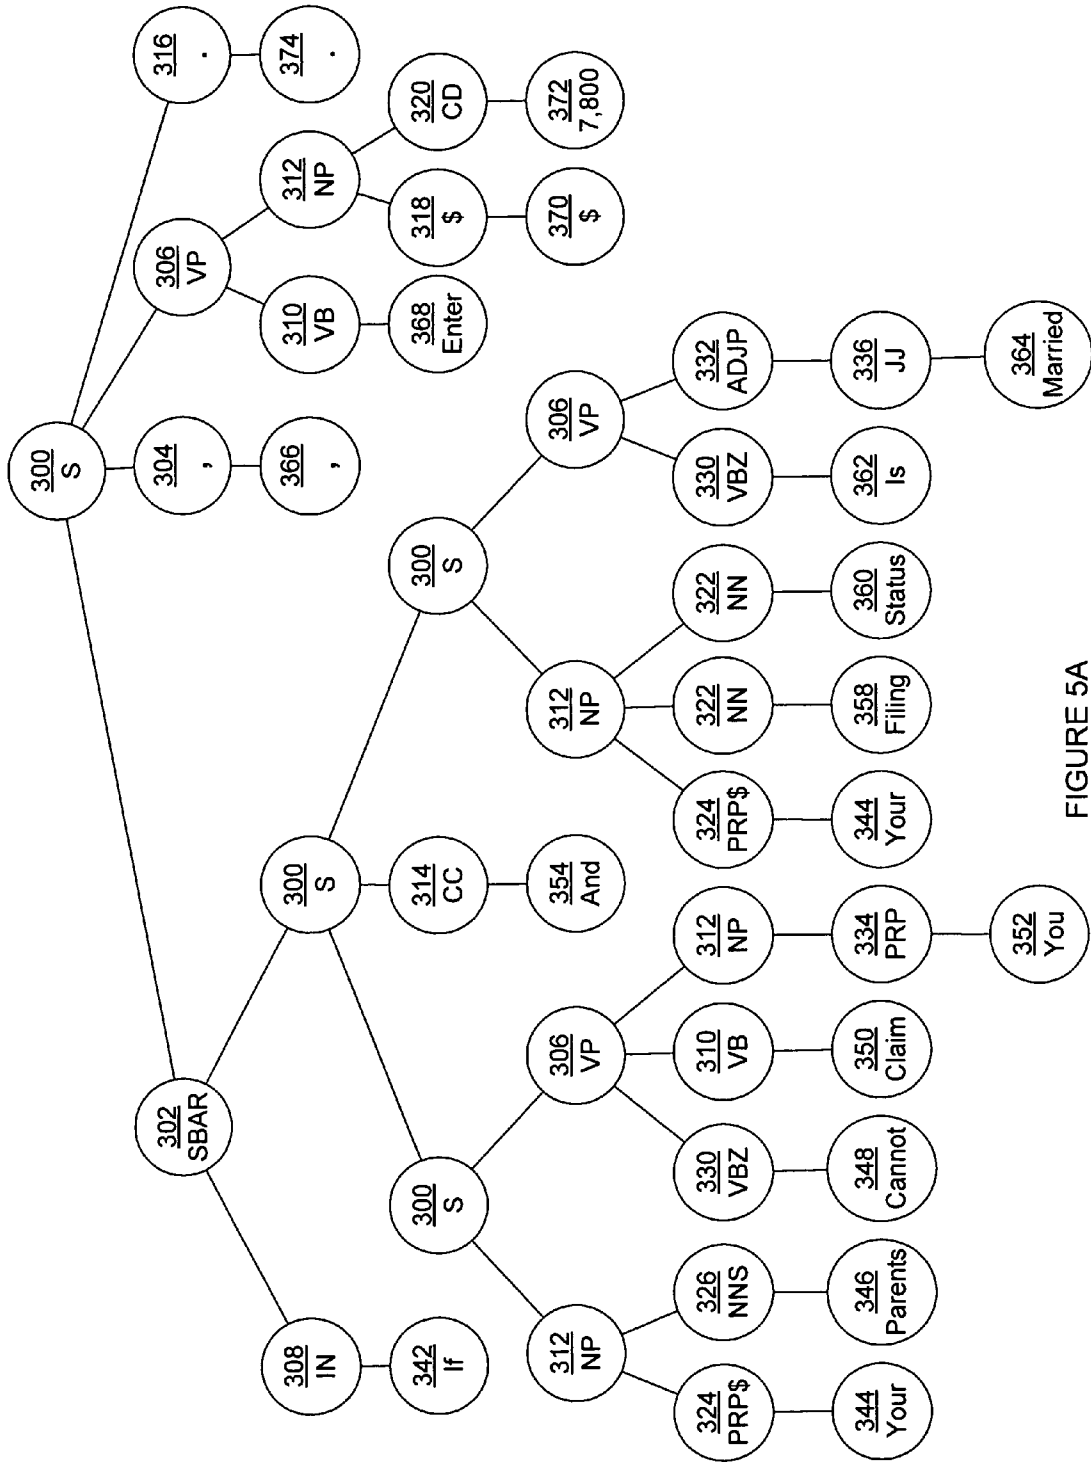 300
S
302
SBAR
304
,
306
VP
316
.
308
IN
300
S
366
,
310
VB
312
NP
374
.
342
If
300
S
314
CC
300
S
368
Enter
318
$
320
CD
312
NP
306
VP
354
And
312
NP
306
VP
370
$
372
7,800
324
PRP$
326
NNS
330
VBZ
310
VB
312
NP
324
PRP$
322
NN
322
NN
330
VBZ
332
ADJP
344
Your
346
Parents
348
Cannot
350
Claim
334
PRP
344
Your
358
Filing
360
Status
362
Is
336
JJ
352
You
364
Married
FIGURE 5A